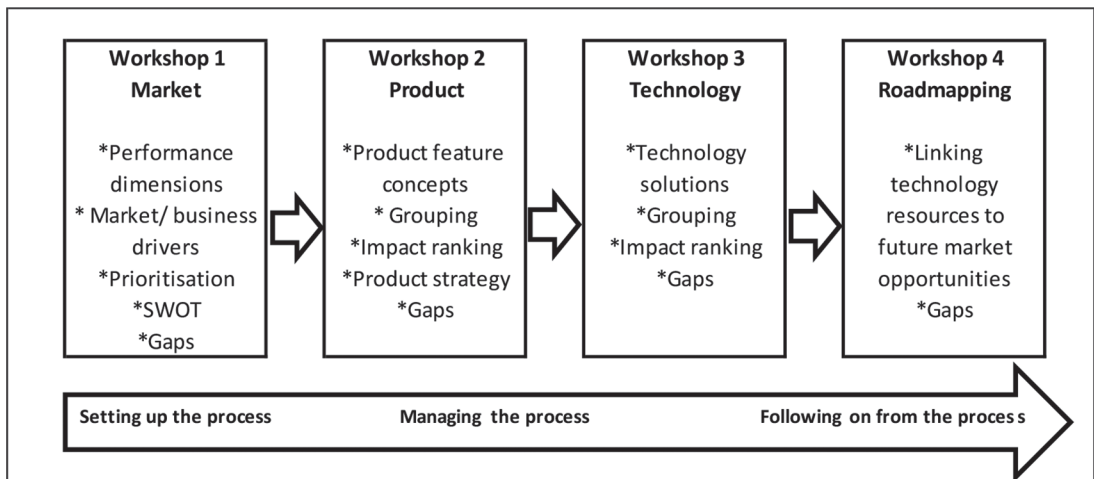 Workshop 1
Market
*Performance
dimensions
* Market/ business
drivers
*Prioritisation
*SWOT
*Gaps
Workshop 2
Product
*Product feature
concepts
* Grouping
*Impact ranking
*Product strategy
*Gaps
Workshop 3
Technology
*Technology
solutions
*Grouping
*Impact ranking
*Gaps
Workshop 4
Roadmapping
*Linking
technology
resources to
future market
opportunities
*Gaps
Setting up the process
Managing the process
Following on from the process